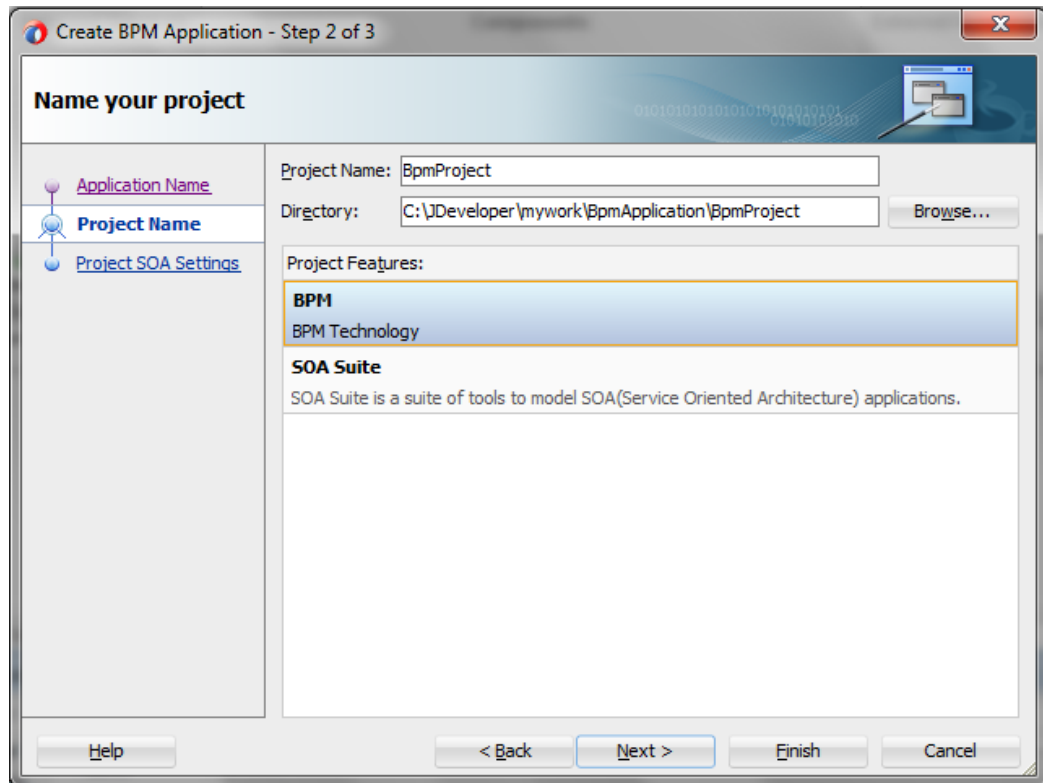 Create BPM Application - Step 2 of 3
Name your project
Application Name
Project Name
Project SOA Settings
Project Name: BpmProject
Directory: C:\JDeveloper\mywork\BpmApplication\BpmProject Browse...
Project Features:
BPM
BPM Technology
SOA Suite
SOA Suite is a suite of tools to model SOA(Service Oriented Architecture) applications.
Help < Back Next > Finish Cancel